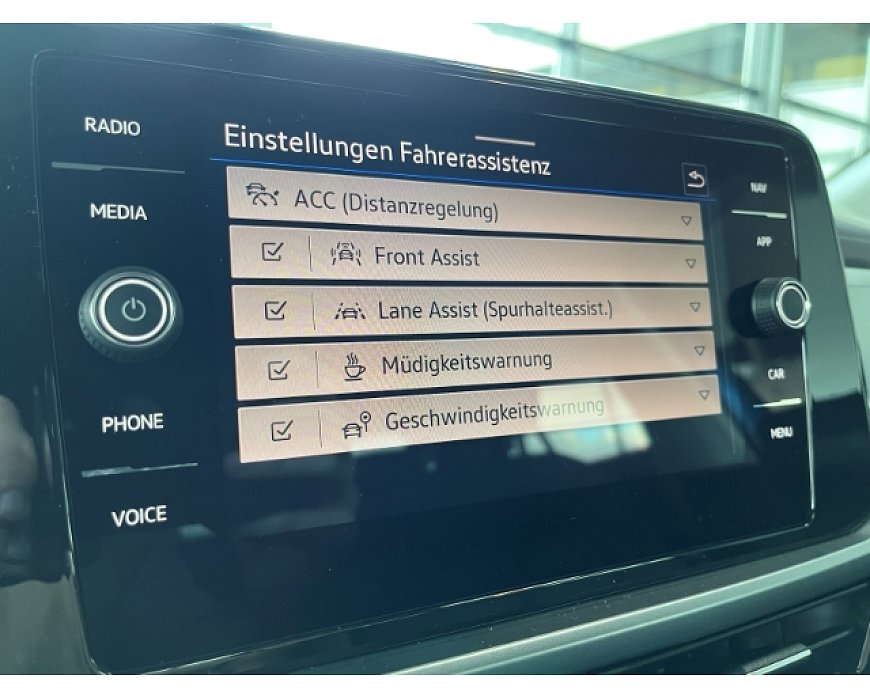 RADIO
MEDIA
PHONE
VOICE
Einstellungen Fahrerassistenz
ACC (Distanzregelung)
Front Assist
Lane Assist (Spurhalteassist.)
Müdigkeitswarnung
Geschwindigkeitswarnung
NAV
APP
CAR
MENU